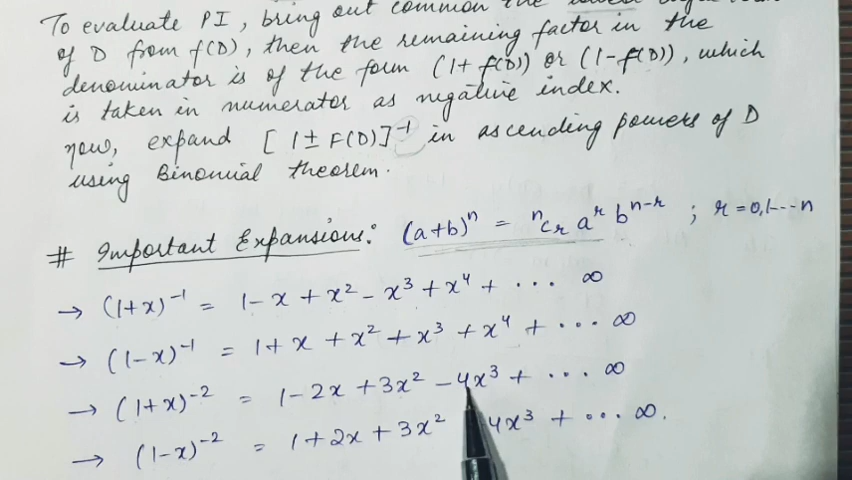 To evaluate PI, bring out common the lowest
of D from f(D), then the remaining factor in the
denominator is of the form (1+ f(D)) or (1-f(D)), which
is taken in numerator as negative index.
now, expand [1± F(D)]⁻¹ in ascending powers of D
using Binomial theorem.
# Important Expansions: (a+b)ⁿ = ⁿCr aʳ bⁿ⁻ʳ ; r=0,1---n
→ (1+x)⁻¹ = 1-x+x²-x³+x⁴+ ... ∞
→ (1-x)⁻¹ = 1+x+x²+x³+x⁴+ ... ∞
→ (1+x)⁻² = 1-2x+3x²-4x³+ ... ∞
→ (1-x)⁻² = 1+2x+3x² 4x³ + ... ∞.